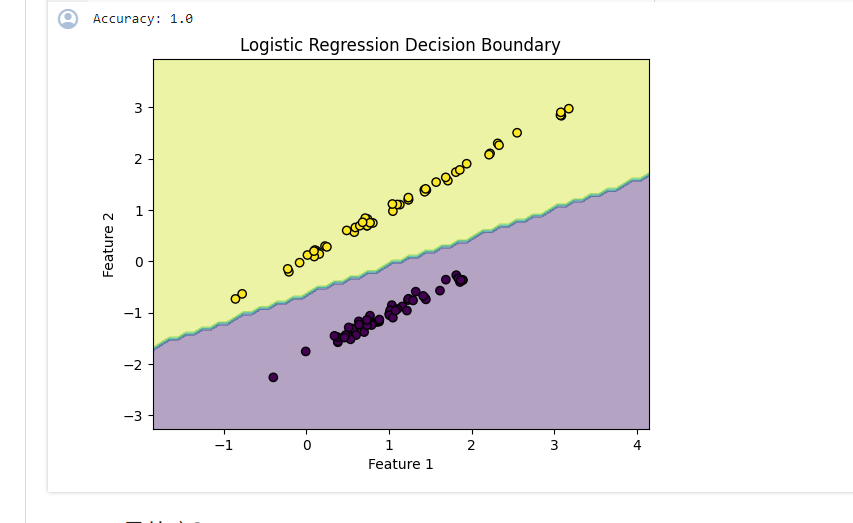 Accuracy: 1.0
Logistic Regression Decision Boundary
3
2
1
0
−1
−2
−3
Feature 2
−1 0 1 2 3 4
Feature 1